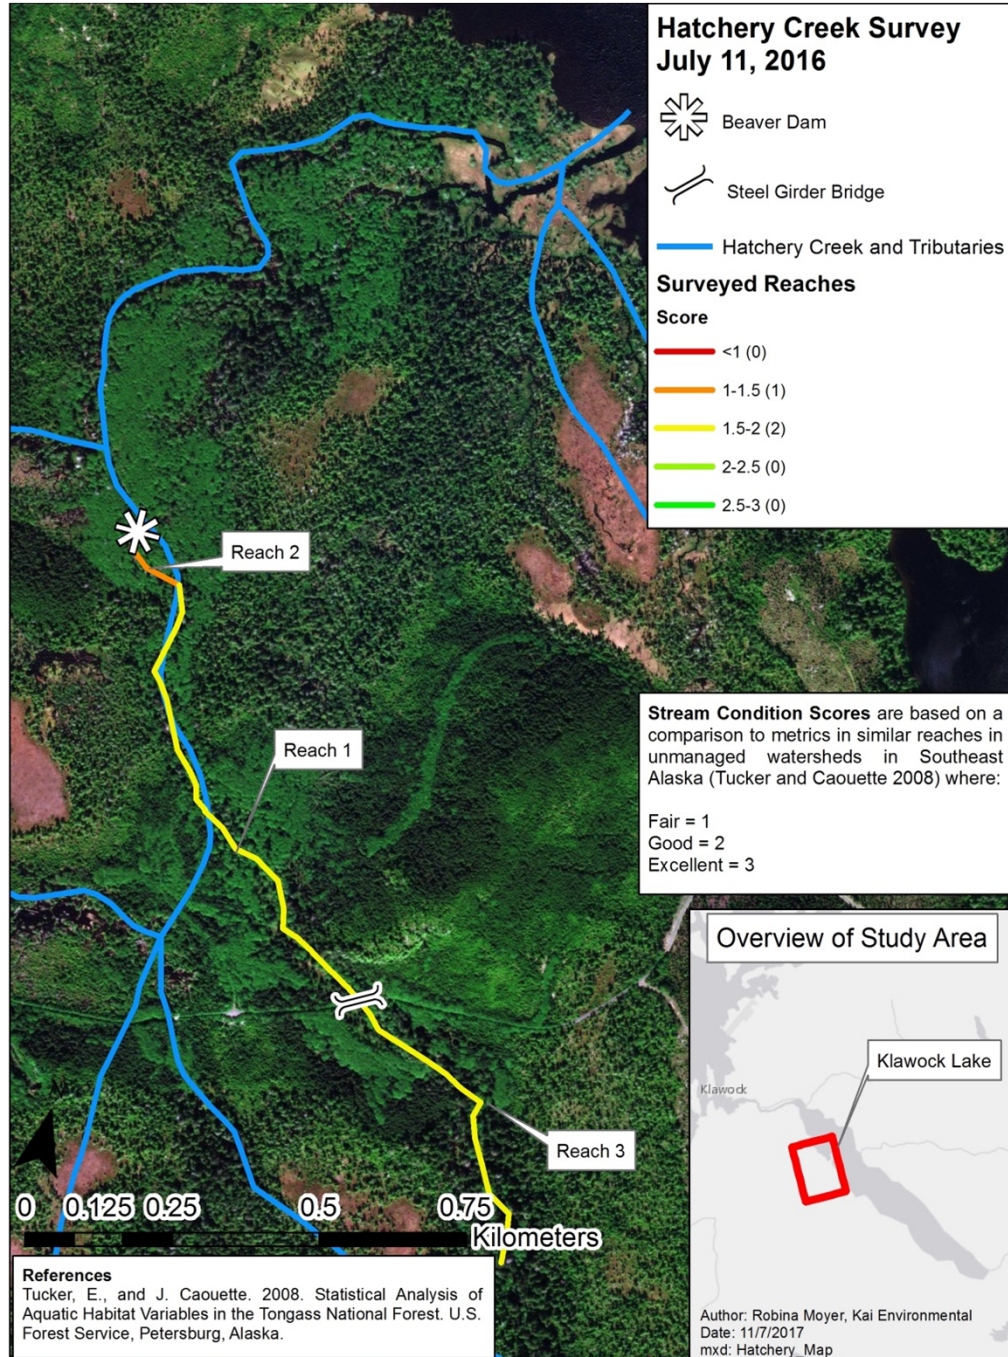 Hatchery Creek Survey
July 11, 2016
Beaver Dam
Steel Girder Bridge
Hatchery Creek and Tributaries
Surveyed Reaches
Score
<1 (0)
1-1.5 (1)
1.5-2 (2)
2-2.5 (0)
2.5-3 (0)
Reach 2
Reach 1
Stream Condition Scores are based on a
comparison to metrics in similar reaches in
unmanaged watersheds in Southeast
Alaska (Tucker and Caouette 2008) where:
Fair = 1
Good = 2
Excellent = 3
Reach 3
Overview of Study Area
Klawock Lake
Klawock
0 0.125 0.25 0.5 0.75
Kilometers
References
Tucker, E., and J. Caouette. 2008. Statistical Analysis of
Aquatic Habitat Variables in the Tongass National Forest. U.S.
Forest Service, Petersburg, Alaska.
Author: Robina Moyer, Kai Environmental
Date: 11/7/2017
mxd: Hatchery_Map